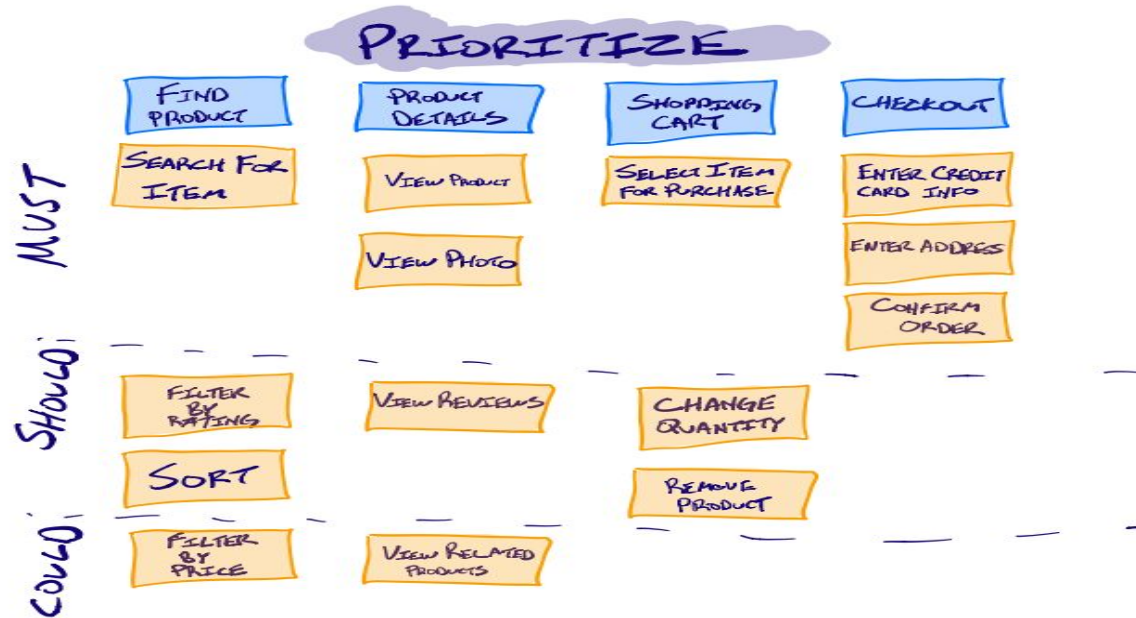 PRIORITIZE
FIND
PRODUCT
PRODUCT
DETAILS
SHOPPING
CART
CHECKOUT
MUST
SEARCH FOR
ITEM
VIEW PRODUCT
SELECT ITEM
FOR PURCHASE
ENTER CREDIT
CARD INFO
VIEW PHOTO
ENTER ADDRESS
CONFIRM
ORDER
SHOULD
FILTER
BY
RATING
VIEW REVIEWS
CHANGE
QUANTITY
SORT
REMOVE
PRODUCT
COULD
FILTER
BY
PRICE
VIEW RELATED
PRODUCTS